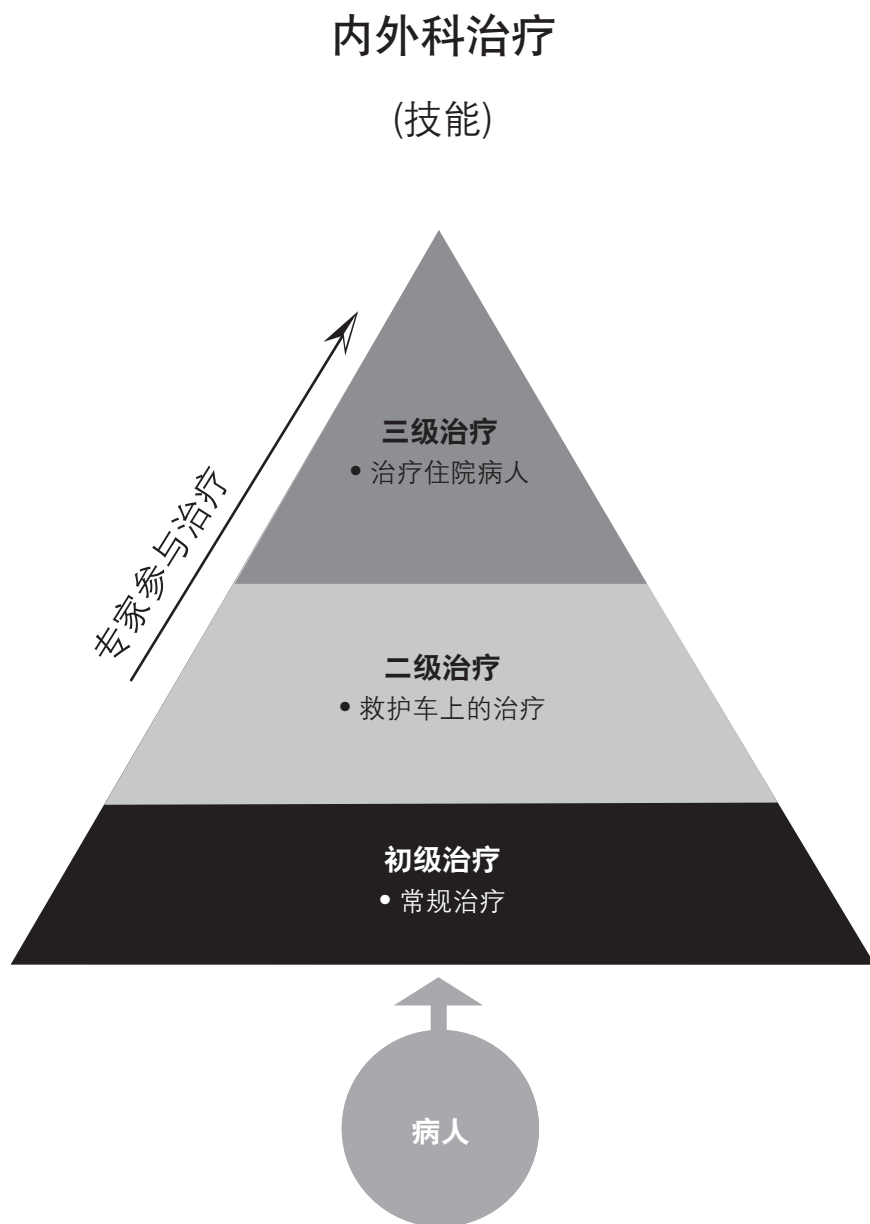 内外科治疗
(技能)
专家参与治疗
三级治疗
• 治疗住院病人
二级治疗
• 救护车上的治疗
初级治疗
• 常规治疗
病人